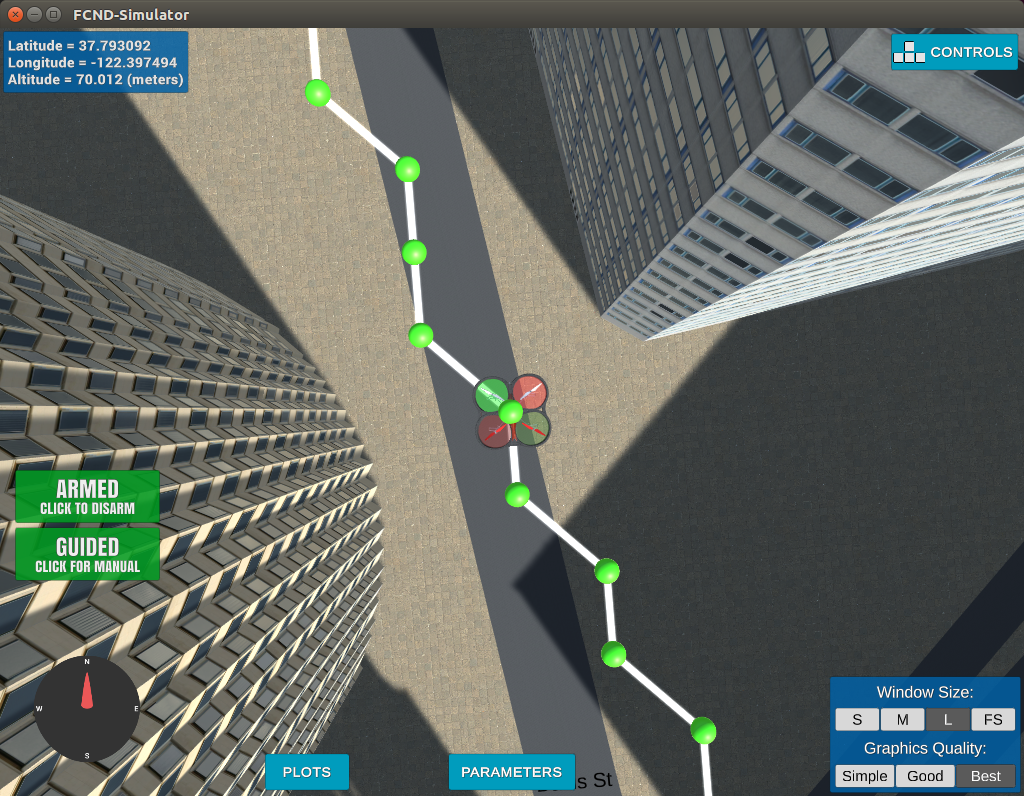 FCND-Simulator
Latitude = 37.793092
Longitude = -122.397494
Altitude = 70.012 (meters)
CONTROLS
ARMED
CLICK TO DISARM
GUIDED
CLICK FOR MANUAL
N
W E
S
PLOTS
PARAMETERS
St
Window Size:
S M L FS
Graphics Quality:
Simple Good Best